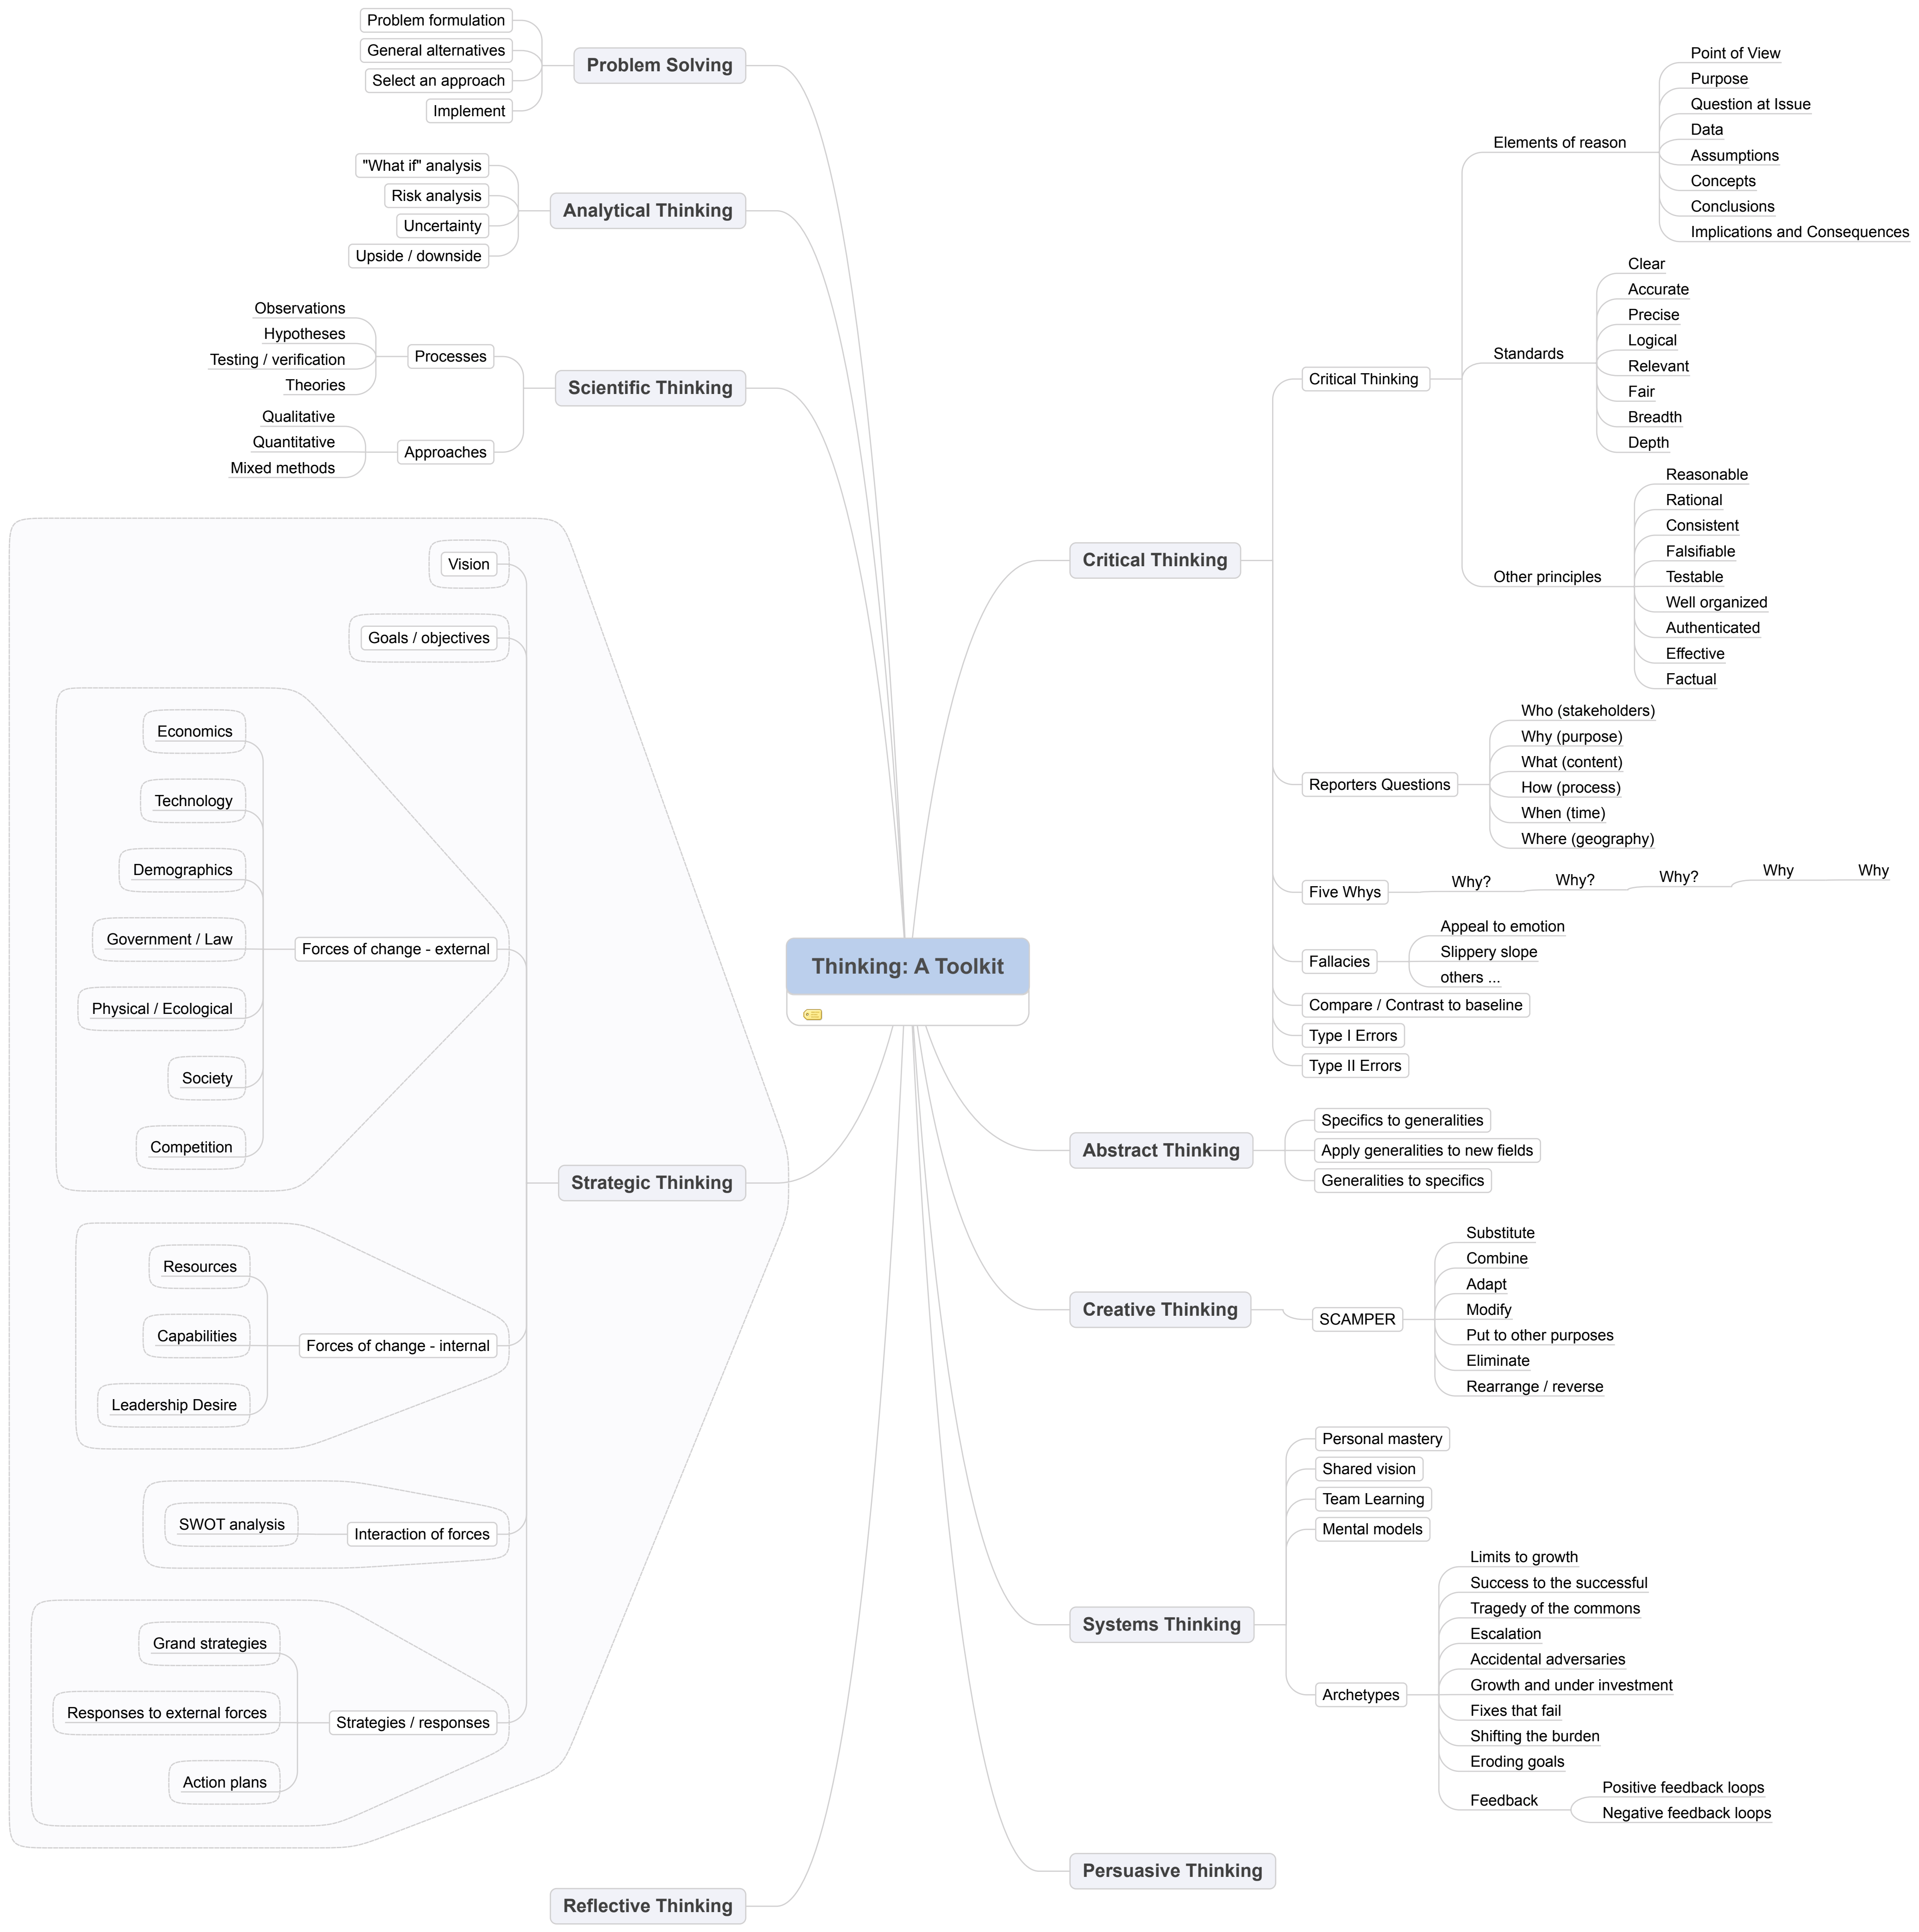 Thinking: A Toolkit
Problem Solving
Problem formulation
General alternatives
Select an approach
Implement
Analytical Thinking
"What if" analysis
Risk analysis
Uncertainty
Upside / downside
Scientific Thinking
Processes
Observations
Hypotheses
Testing / verification
Theories
Approaches
Qualitative
Quantitative
Mixed methods
Strategic Thinking
Vision
Goals / objectives
Forces of change - external
Economics
Technology
Demographics
Government / Law
Physical / Ecological
Society
Competition
Forces of change - internal
Resources
Capabilities
Leadership Desire
Interaction of forces
SWOT analysis
Strategies / responses
Grand strategies
Responses to external forces
Action plans
Reflective Thinking
Critical Thinking
Critical Thinking
Elements of reason
Point of View
Purpose
Question at Issue
Data
Assumptions
Concepts
Conclusions
Implications and Consequences
Standards
Clear
Accurate
Precise
Logical
Relevant
Fair
Breadth
Depth
Other principles
Reasonable
Rational
Consistent
Falsifiable
Testable
Well organized
Authenticated
Effective
Factual
Reporters Questions
Who (stakeholders)
Why (purpose)
What (content)
How (process)
When (time)
Where (geography)
Five Whys
Why?
Why?
Why?
Why
Why
Fallacies
Appeal to emotion
Slippery slope
others ...
Compare / Contrast to baseline
Type I Errors
Type II Errors
Abstract Thinking
Specifics to generalities
Apply generalities to new fields
Generalities to specifics
Creative Thinking
SCAMPER
Substitute
Combine
Adapt
Modify
Put to other purposes
Eliminate
Rearrange / reverse
Systems Thinking
Personal mastery
Shared vision
Team Learning
Mental models
Archetypes
Limits to growth
Success to the successful
Tragedy of the commons
Escalation
Accidental adversaries
Growth and under investment
Fixes that fail
Shifting the burden
Eroding goals
Feedback
Positive feedback loops
Negative feedback loops
Persuasive Thinking